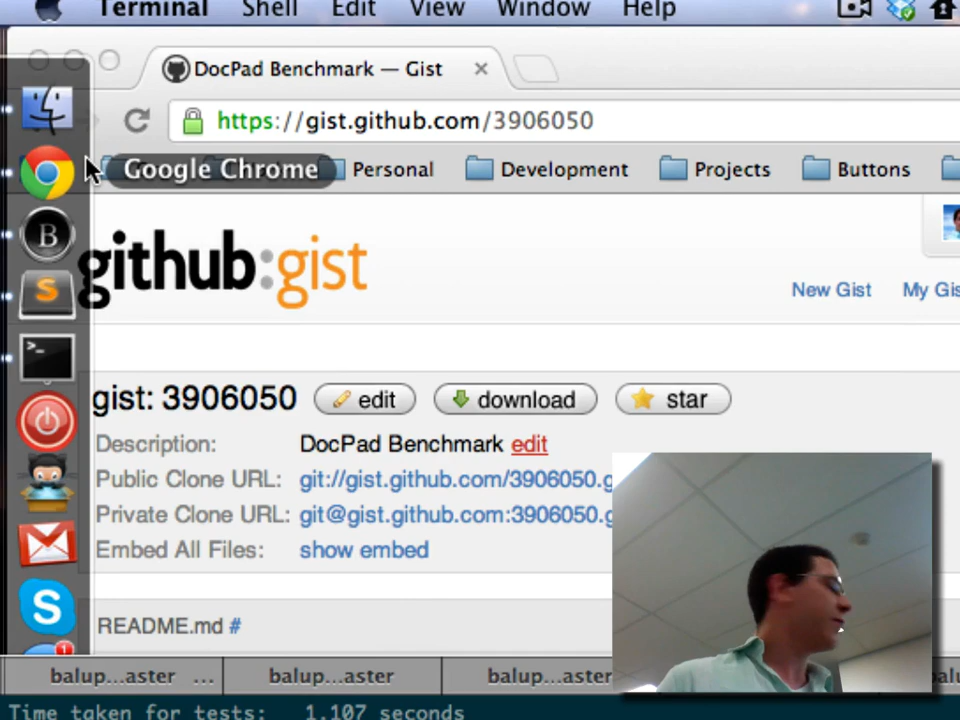 Terminal Shell Edit View Window Help
DocPad Benchmark — Gist
https://gist.github.com/3906050
Google Chrome Personal Development Projects Buttons
github:gist
New Gist My Gis
gist: 3906050 edit download star
Description: DocPad Benchmark edit
Public Clone URL: git://gist.github.com/3906050.g
Private Clone URL: git@gist.github.com:3906050.g
Embed All Files: show embed
README.md #
balup...aster ... balup...aster balup...aster
Time taken for tests: 1.107 seconds